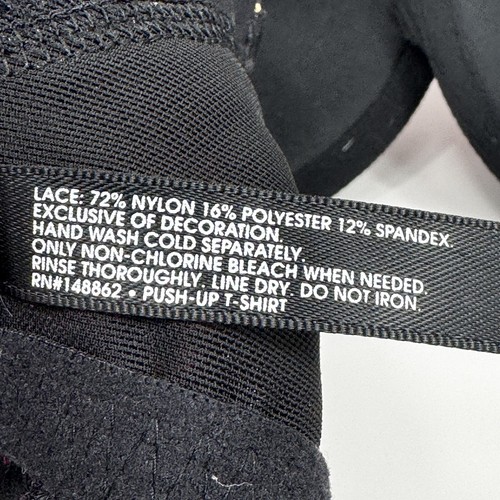 LACE: 72% NYLON 16% POLYESTER 12% SPANDEX.
EXCLUSIVE OF DECORATION.
HAND WASH COLD SEPARATELY.
ONLY NON-CHLORINE BLEACH WHEN NEEDED.
RINSE THOROUGHLY. LINE DRY. DO NOT IRON.
RN#148862 • PUSH-UP T-SHIRT